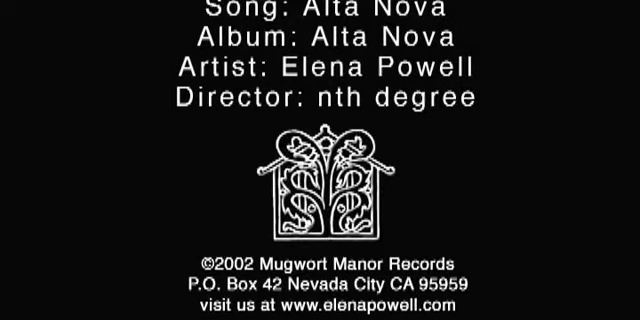 Song: Alta Nova
Album: Alta Nova
Artist: Elena Powell
Director: nth degree
©2002 Mugwort Manor Records
P.O. Box 42 Nevada City CA 95959
visit us at www.elenapowell.com